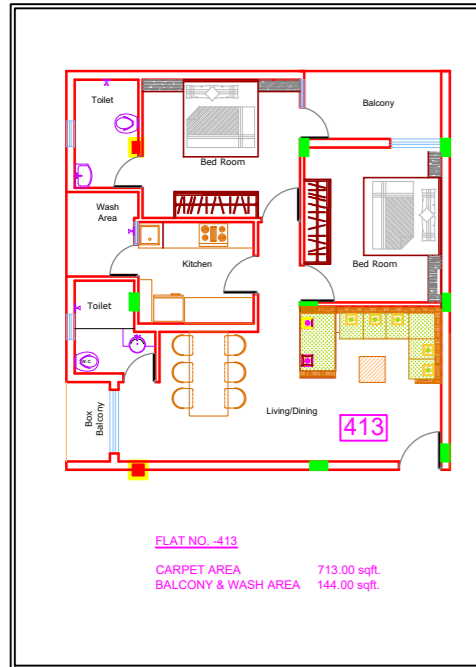 Toilet
Balcony
Bed Room
Wash
Area
Kitchen
Bed Room
Toilet
W.C
Living/Dining
413
Box
Balcony
FLAT NO. -413
CARPET AREA 713.00 sqft.
BALCONY & WASH AREA 144.00 sqft.